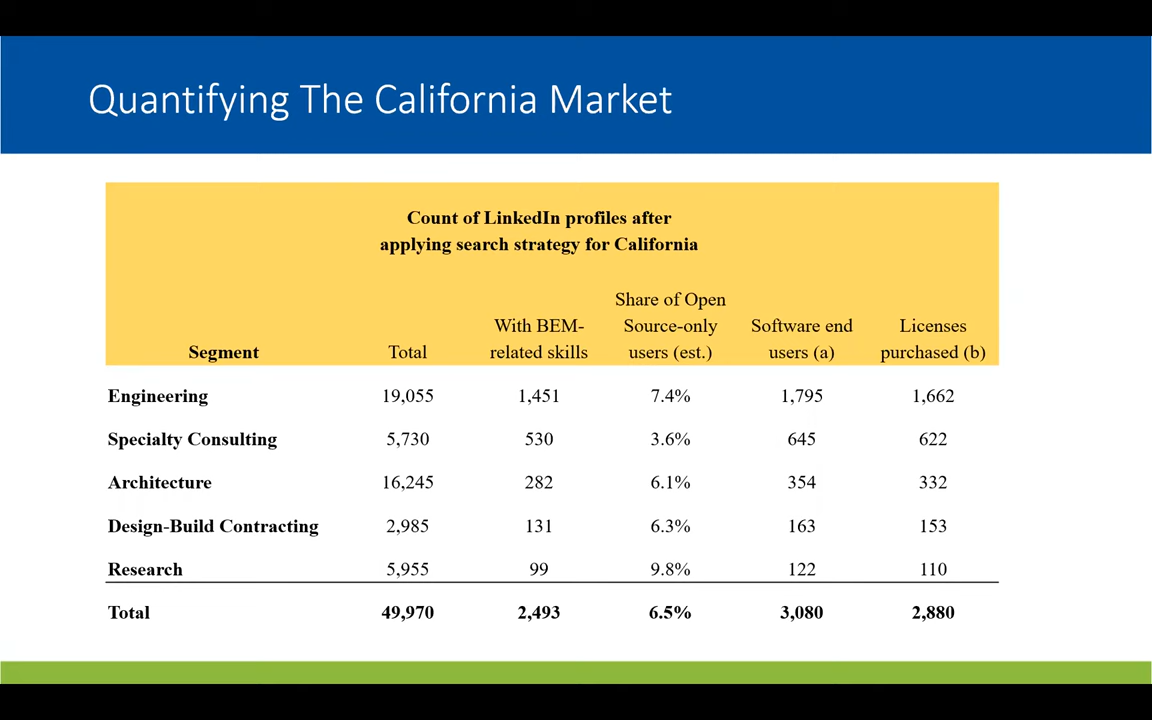 Quantifying The California Market
Count of LinkedIn profiles after
applying search strategy for California
Share of Open
With BEM- Source-only Software end Licenses
Segment Total related skills users (est.) users (a) purchased (b)
Engineering 19,055 1,451 7.4% 1,795 1,662
Specialty Consulting 5,730 530 3.6% 645 622
Architecture 16,245 282 6.1% 354 332
Design-Build Contracting 2,985 131 6.3% 163 153
Research 5,955 99 9.8% 122 110
Total 49,970 2,493 6.5% 3,080 2,880